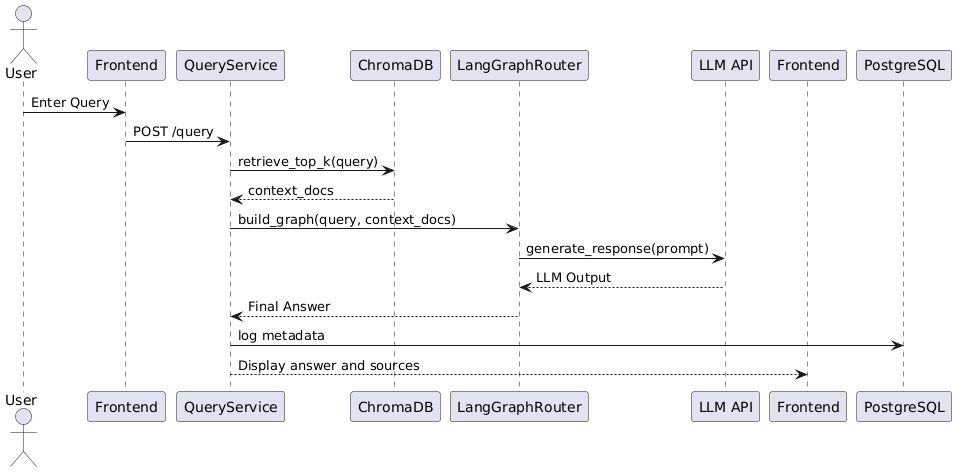 User
Frontend
QueryService
ChromaDB
LangGraphRouter
LLM API
Frontend
PostgreSQL
Enter Query
POST /query
retrieve_top_k(query)
context_docs
build_graph(query, context_docs)
generate_response(prompt)
LLM Output
Final Answer
log metadata
Display answer and sources
User
Frontend
QueryService
ChromaDB
LangGraphRouter
LLM API
Frontend
PostgreSQL